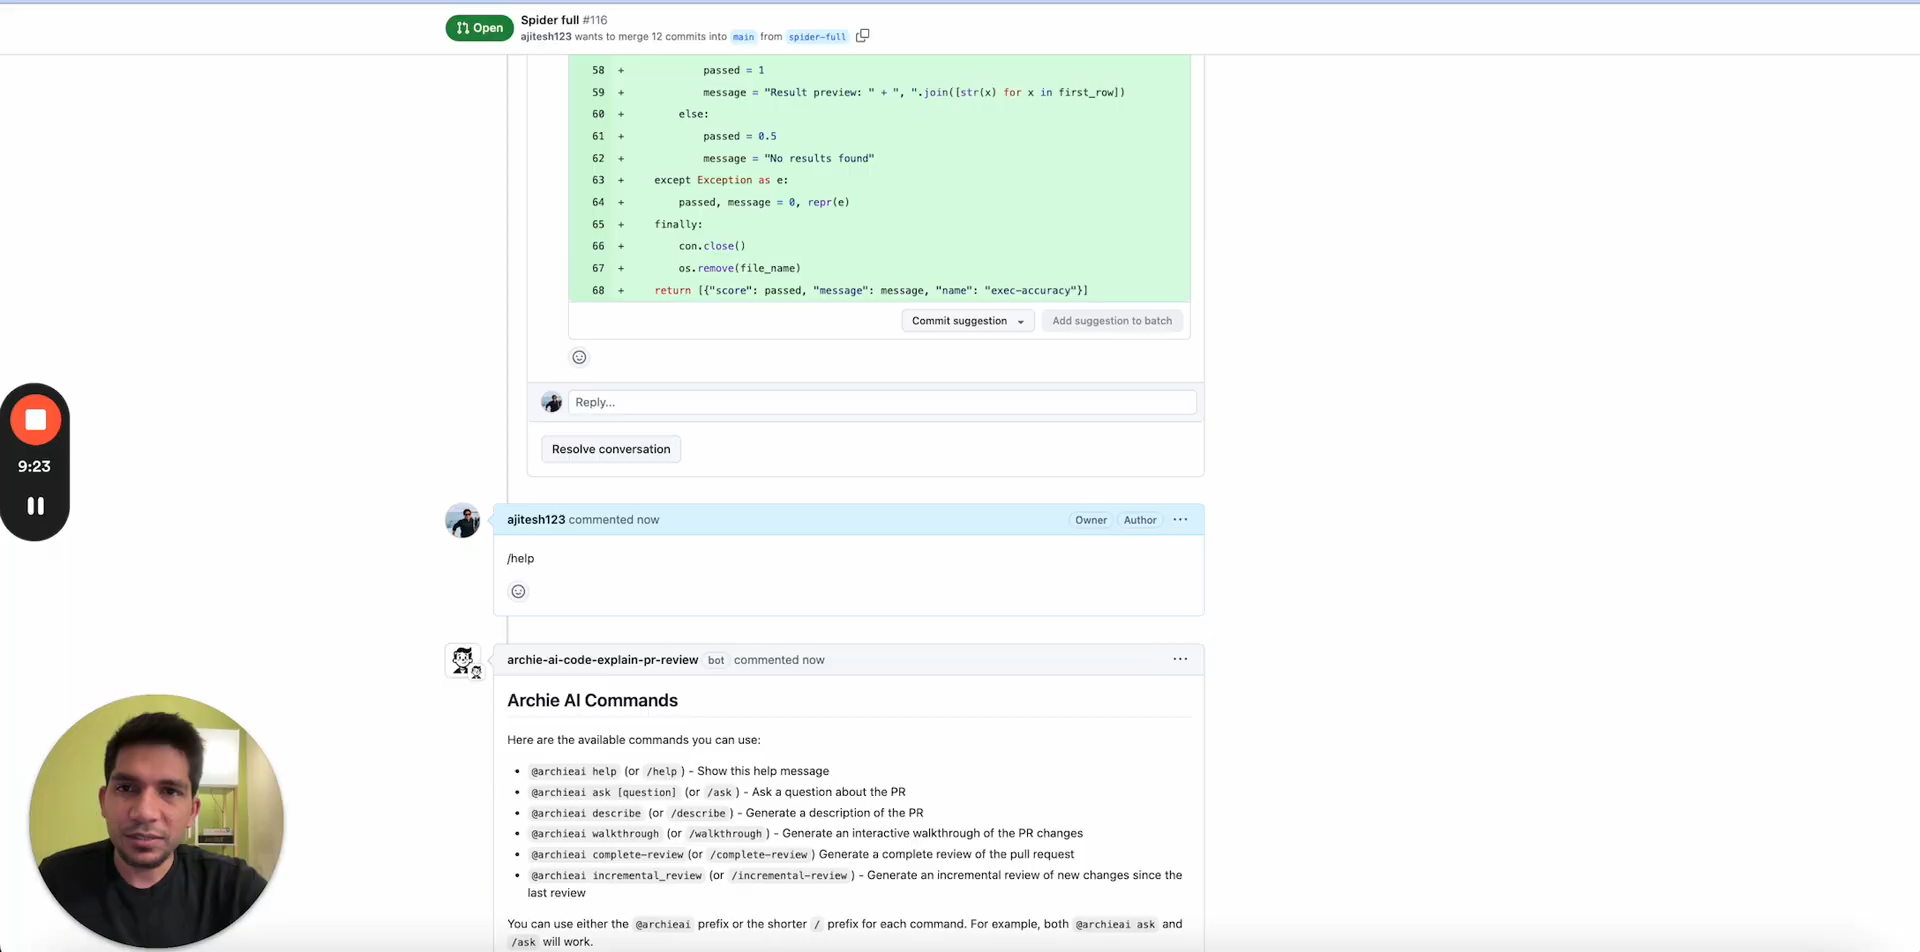 Open
Spider full #116
ajitesh123 wants to merge 12 commits into main from spider-full
58 + passed = 1
59 + message = "Result preview: " + ", ".join([str(x) for x in first_row])
60 + else:
61 + passed = 0.5
62 + message = "No results found"
63 + except Exception as e:
64 + passed, message = 0, repr(e)
65 + finally:
66 + con.close()
67 + os.remove(file_name)
68 + return [{"score": passed, "message": message, "name": "exec-accuracy"}]
Commit suggestion Add suggestion to batch
Reply...
Resolve conversation
9:23
ajitesh123 commented now Owner Author ...
/help
archie-ai-code-explain-pr-review bot commented now ...
Archie AI Commands
Here are the available commands you can use:
• @archieai help (or /help ) - Show this help message
• @archieai ask [question] (or /ask ) - Ask a question about the PR
• @archieai describe (or /describe ) - Generate a description of the PR
• @archieai walkthrough (or /walkthrough ) - Generate an interactive walkthrough of the PR changes
• @archieai complete-review (or /complete-review ) Generate a complete review of the pull request
• @archieai incremental_review (or /incremental-review ) - Generate an incremental review of new changes since the
last review
You can use either the @archieai prefix or the shorter / prefix for each command. For example, both @archieai ask and
/ask will work.